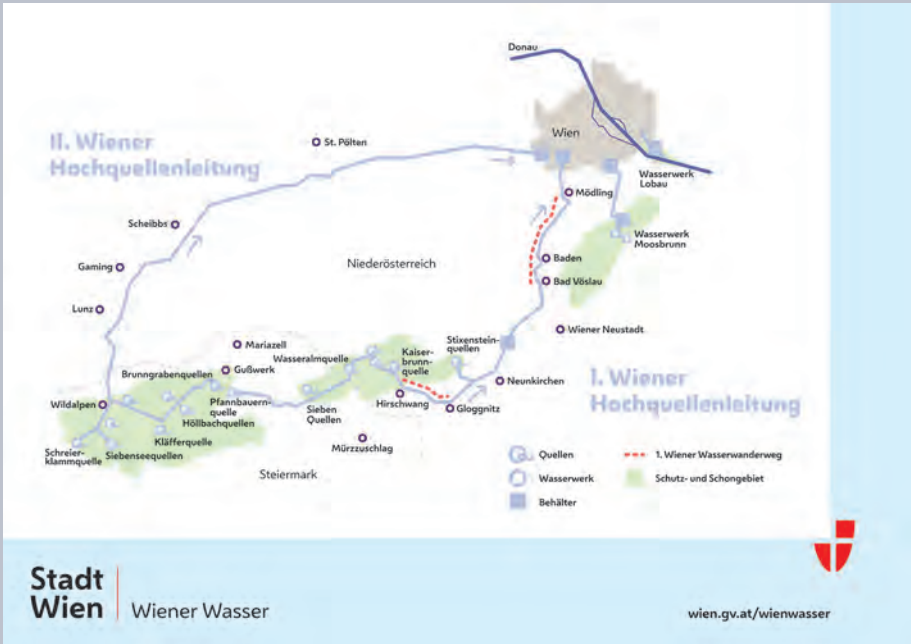 Donau
Wien
II. Wiener
Hochquellenleitung
St. Pölten
Wasserwerk
Lobau
Mödling
Scheibbs
Wasserwerk
Moosbrunn
Niederösterreich
Baden
Gaming
Bad Vöslau
Lunz
Wiener Neustadt
Mariazell
Stixenstein-
quellen
Wasseralmquelle
Kaiser-
brunn-
quelle
Gußwerk
Brunngrabenquellen
Neunkirchen
I. Wiener
Hochquellenleitung
Wildalpen
Pfannbauern-
quelle
Hirschwang
Gloggnitz
Sieben
Quellen
Höllbachquellen
Kläfferquelle
Mürzzuschlag
Schreier-
klammquelle
Siebenseequellen
Steiermark
Quellen
1. Wiener Wasserwanderweg
Wasserwerk
Schutz- und Schongebiet
Behälter
Stadt
Wien
Wiener Wasser
wien.gv.at/wienwasser